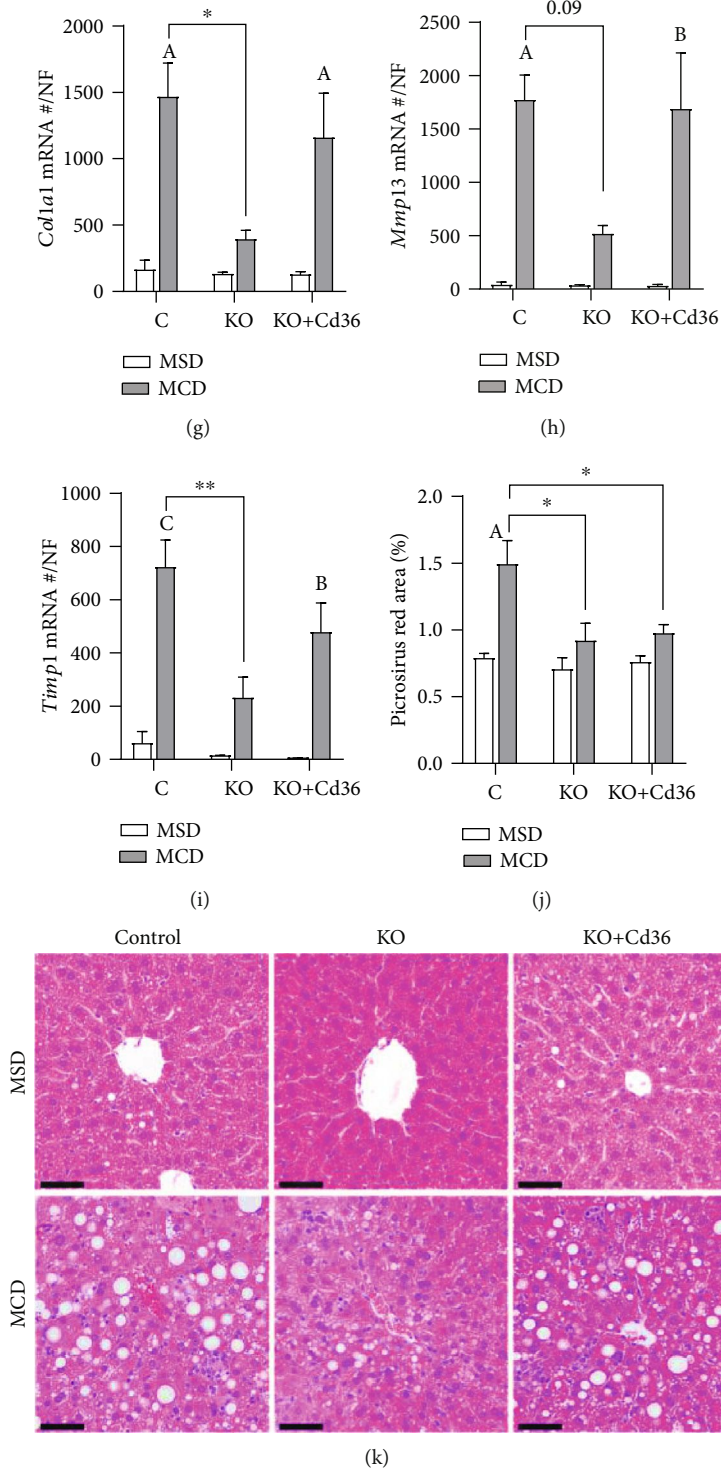 *
A
A
2000
1500
1000
500
0
Col1a1 mRNA #/NF
C
KO
KO+Cd36
MSD
MCD
(g)
0.09
A
B
2500
2000
1500
1000
500
0
Mmp13 mRNA #/NF
C
KO
KO+Cd36
MSD
MCD
(h)
**
C
B
1000
800
600
400
200
0
Timp1 mRNA #/NF
C
KO
KO+Cd36
MSD
MCD
(i)
*
*
A
2.0
1.5
1.0
0.5
0.0
Picrosirus red area (%)
C
KO
KO+Cd36
MSD
MCD
(j)
Control
KO
KO+Cd36
MSD
MCD
(k)